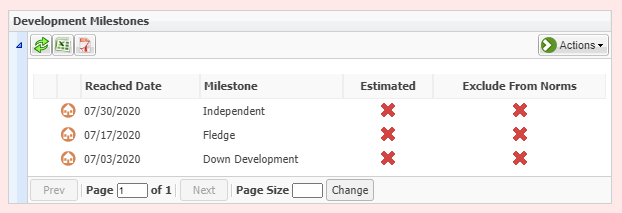 Development Milestones
Actions
Reached Date Milestone Estimated Exclude From Norms
07/30/2020 Independent
07/17/2020 Fledge
07/03/2020 Down Development
Prev Page 1 of 1 Next Page Size Change